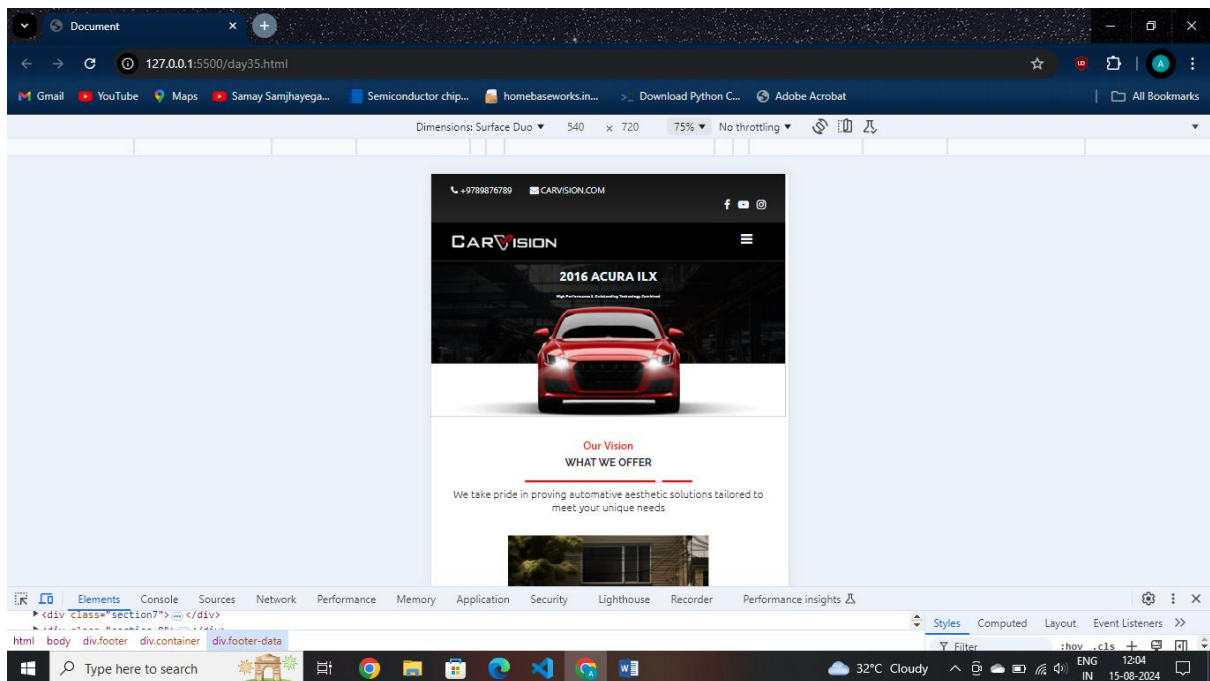 Document
127.0.0.1:5500/day35.html
Gmail YouTube Maps Samay Samjhayega... Semiconductor chip... homebaseworks.in... Download Python C... Adobe Acrobat All Bookmarks
Dimensions: Surface Duo 540 x 720 75% No throttling
+9789876789 CARVISION.COM
CARVISION
2016 ACURA ILX
High Performance & Outstanding Technology Combined
Our Vision
WHAT WE OFFER
We take pride in proving automative aesthetic solutions tailored to
meet your unique needs
Elements Console Sources Network Performance Memory Application Security Lighthouse Recorder Performance insights
<div class="section7"> </div>
Styles Computed Layout Event Listeners
html body div.footer div.container div.footer-data
Filter :hov .cls
Type here to search
32°C Cloudy
ENG
IN
12:04
15-08-2024